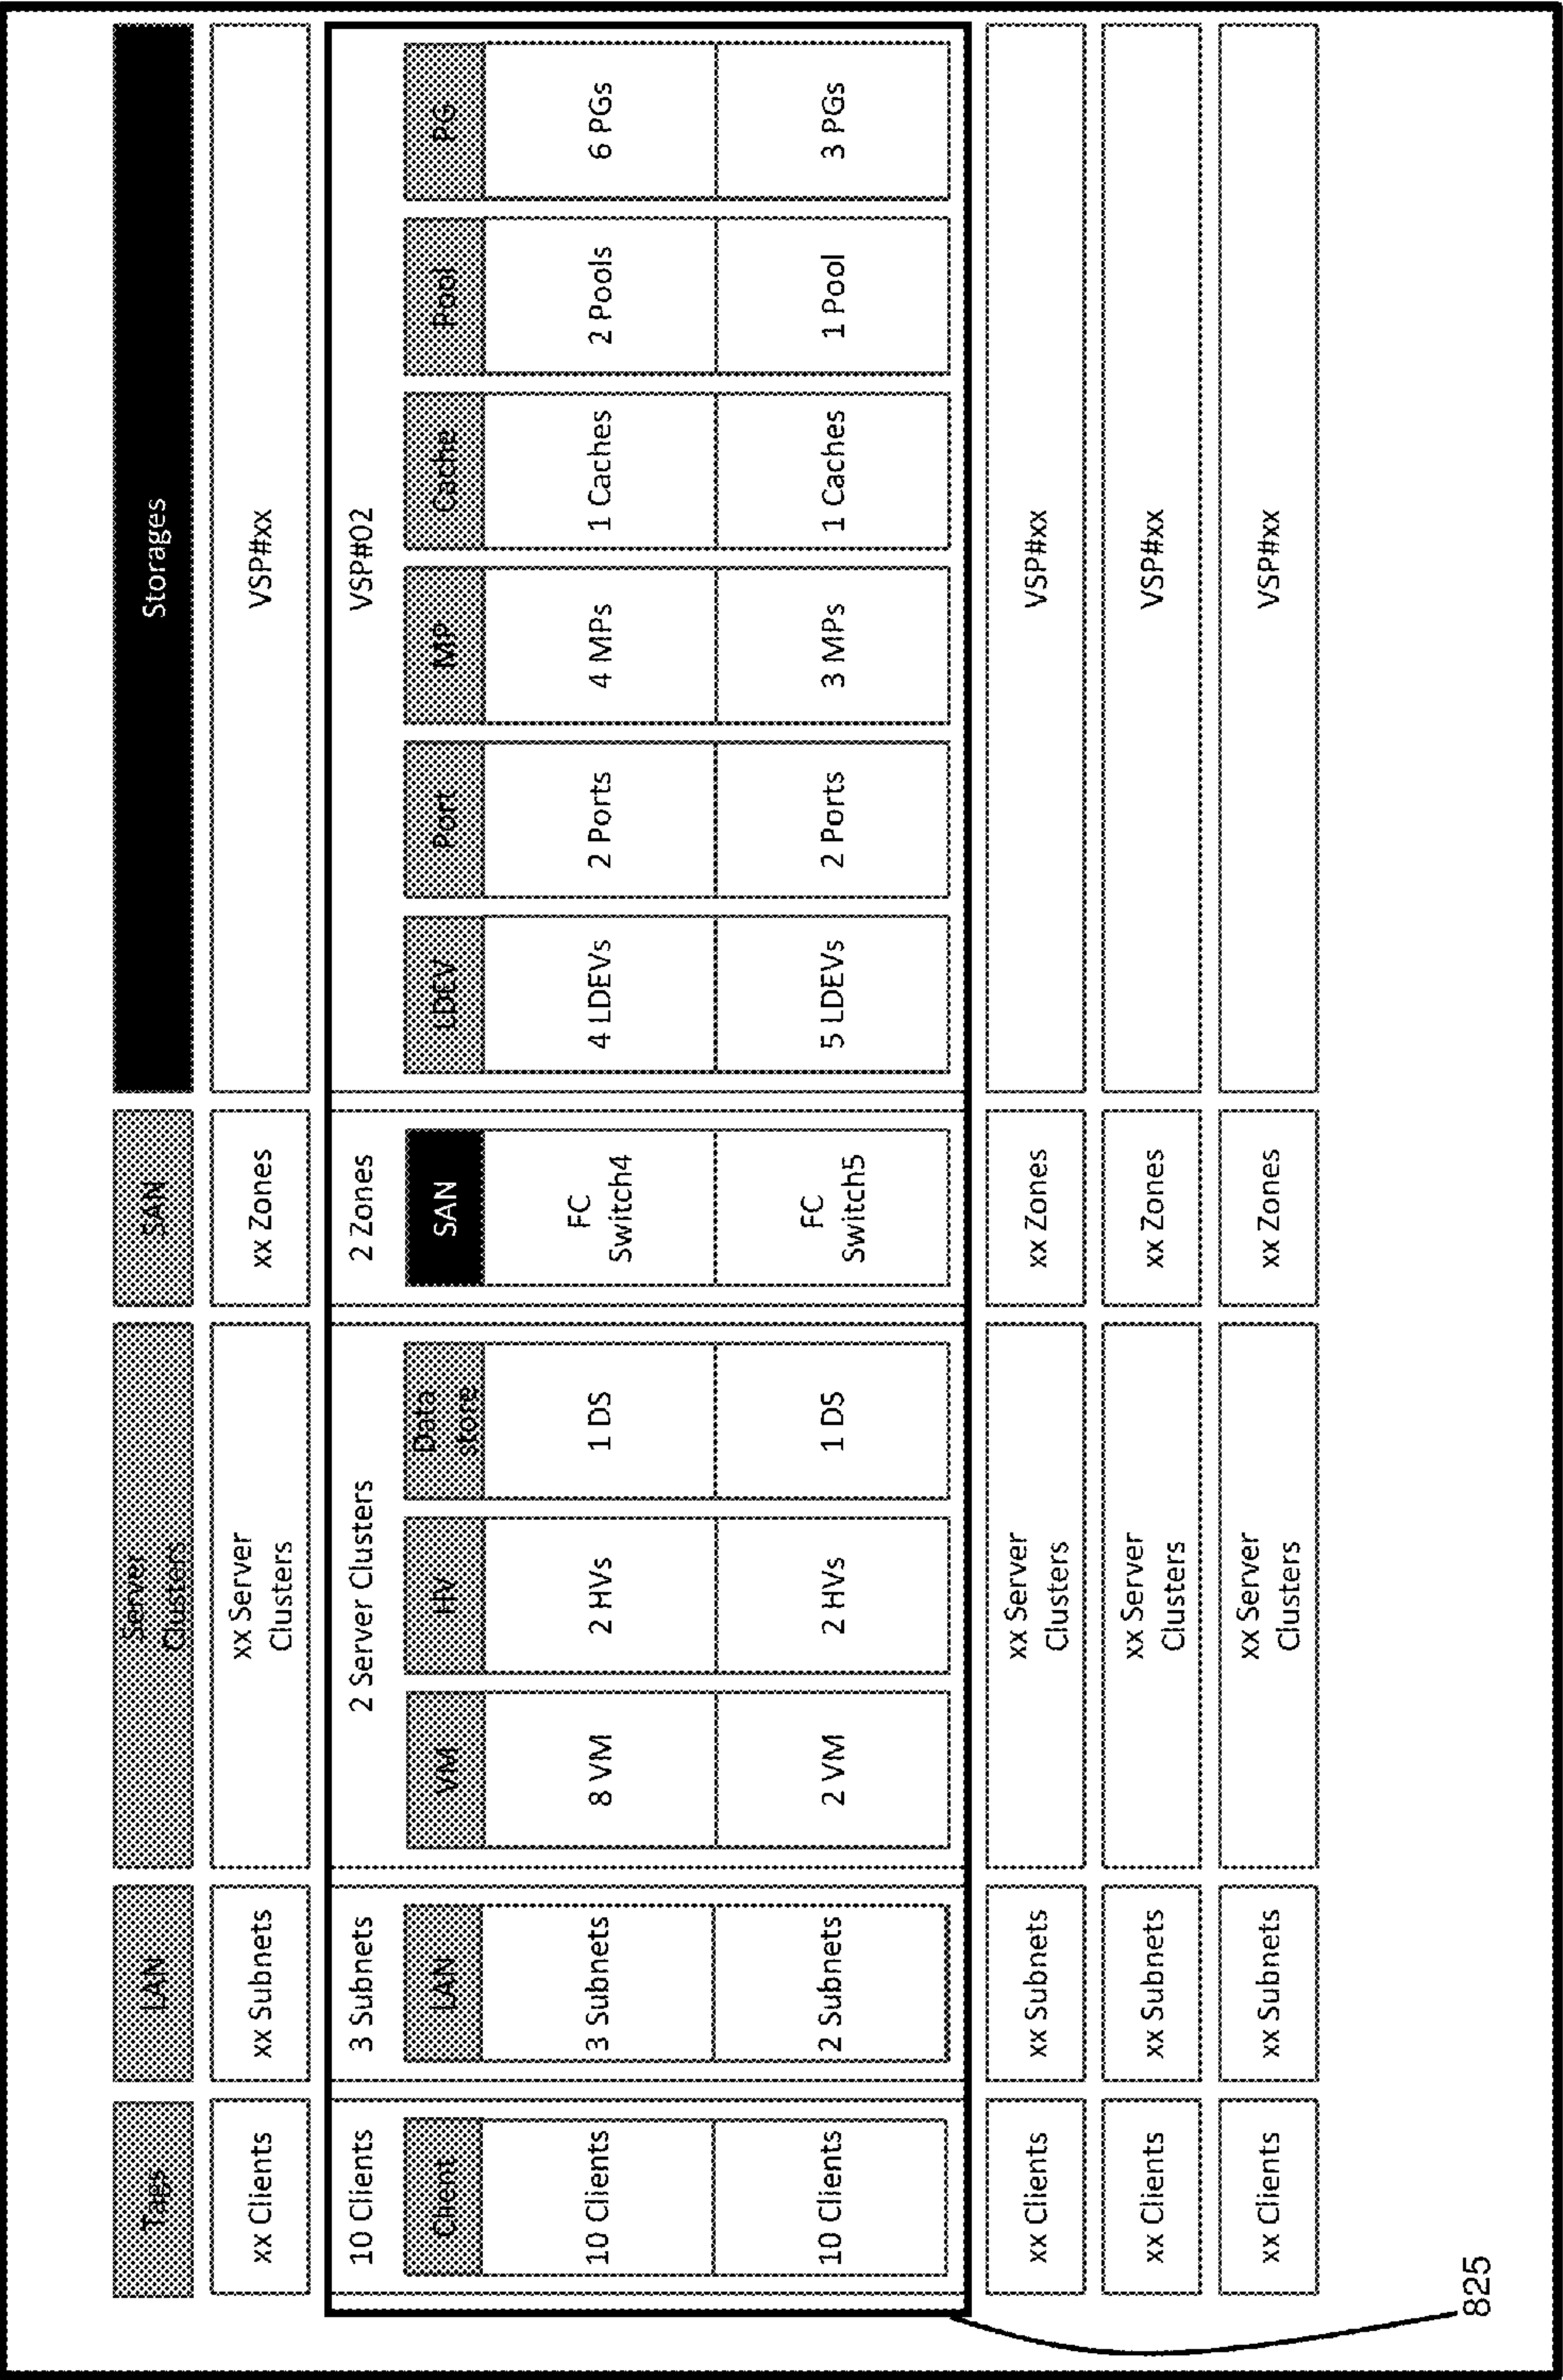 Tags
LAN
Server
Clusters
SAN
Storages
xx Clients
xx Subnets
xx Server
Clusters
xx Zones
VSP#xx
10 Clients
3 Subnets
2 Server Clusters
2 Zones
VSP#02
Client
LAN
VM
HV
Data
store
SAN
LDEV
Port
MP
Cache
Pool
PG
10 Clients
3 Subnets
8 VM
2 HVs
1 DS
FC
Switch4
4 LDEVs
2 Ports
4 MPs
1 Caches
2 Pools
6 PGs
10 Clients
2 Subnets
2 VM
2 HVs
1 DS
FC
Switch5
5 LDEVs
2 Ports
3 MPs
1 Caches
1 Pool
3 PGs
xx Clients
xx Subnets
xx Server
Clusters
xx Zones
VSP#xx
xx Clients
xx Subnets
xx Server
Clusters
xx Zones
VSP#xx
xx Clients
xx Subnets
xx Server
Clusters
xx Zones
VSP#xx
825